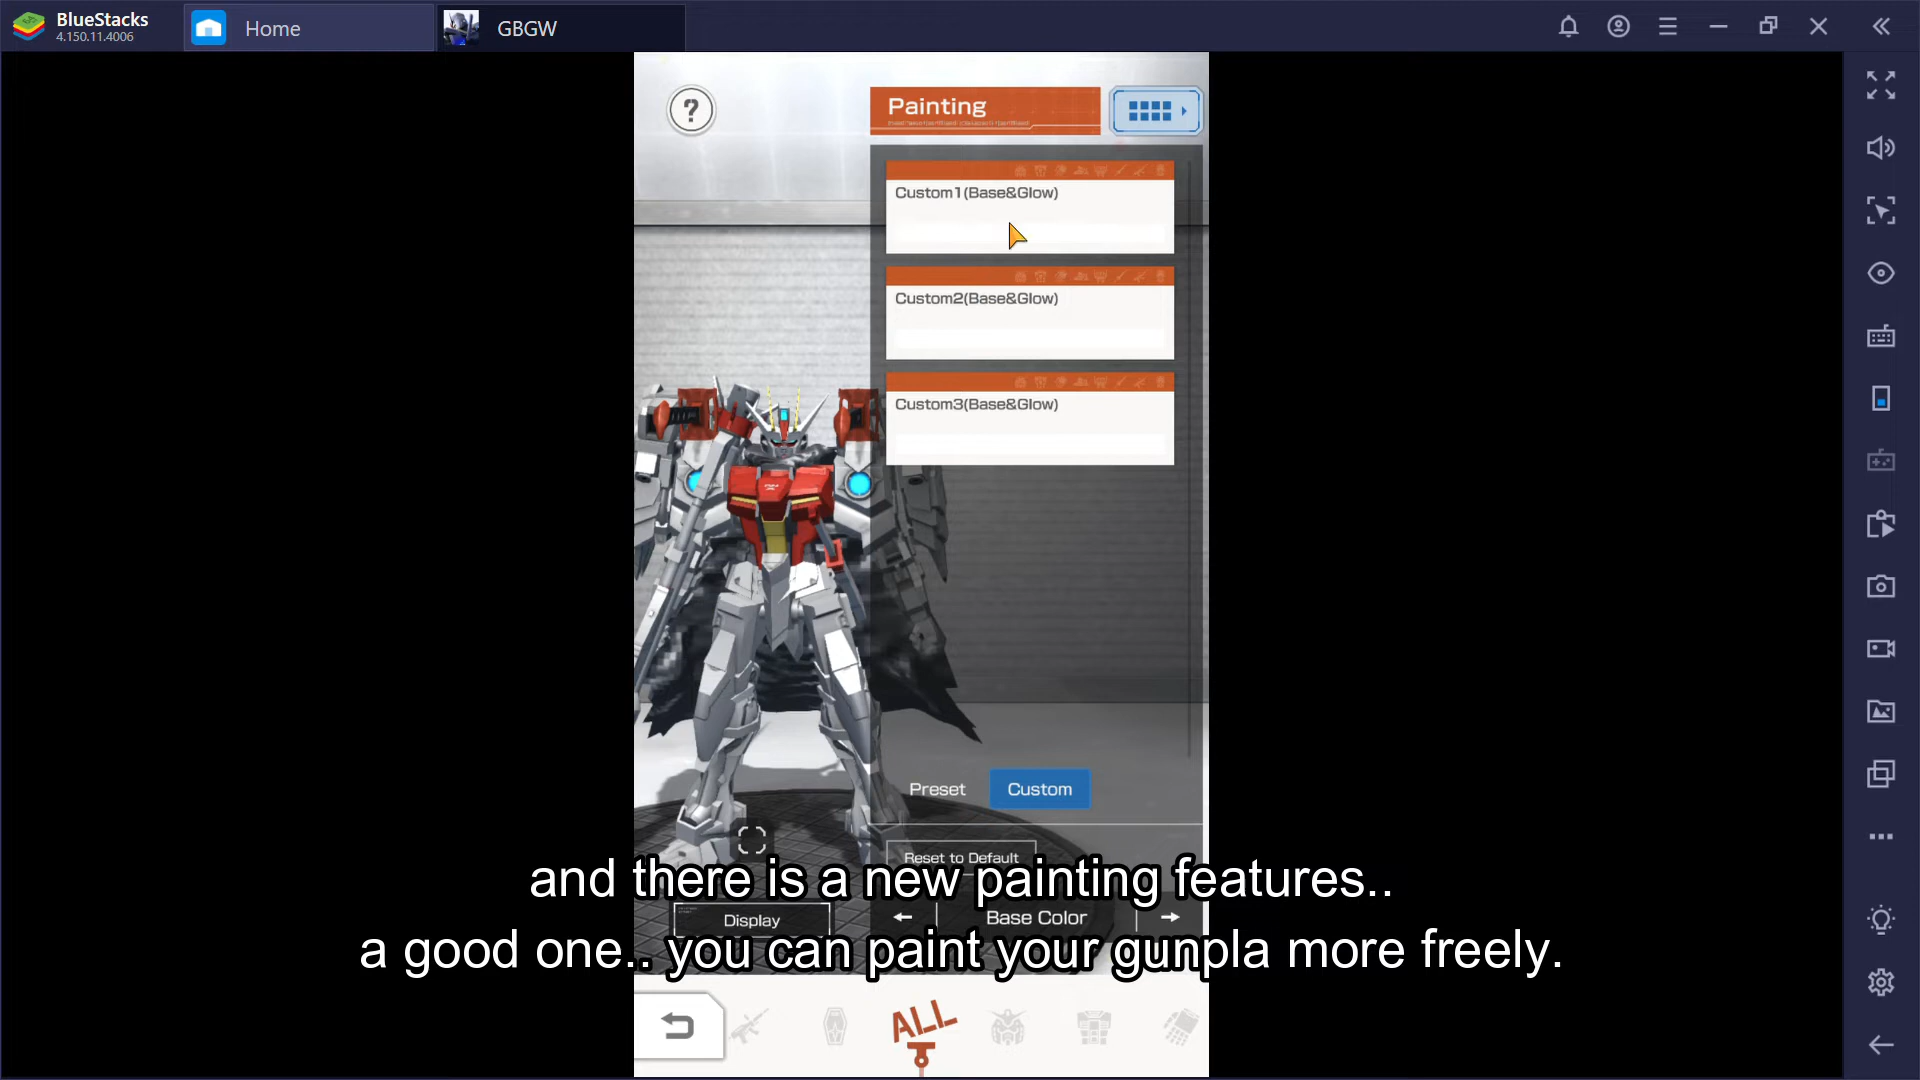 BlueStacks
4.150.11.4006
Home
GBGW
?
Painting
Custom1(Base&Glow)
Custom2(Base&Glow)
Custom3(Base&Glow)
Preset
Custom
Reset to Default
and there is a new painting features..
Display
Base Color
a good one.. you can paint your gunpla more freely.
ALL